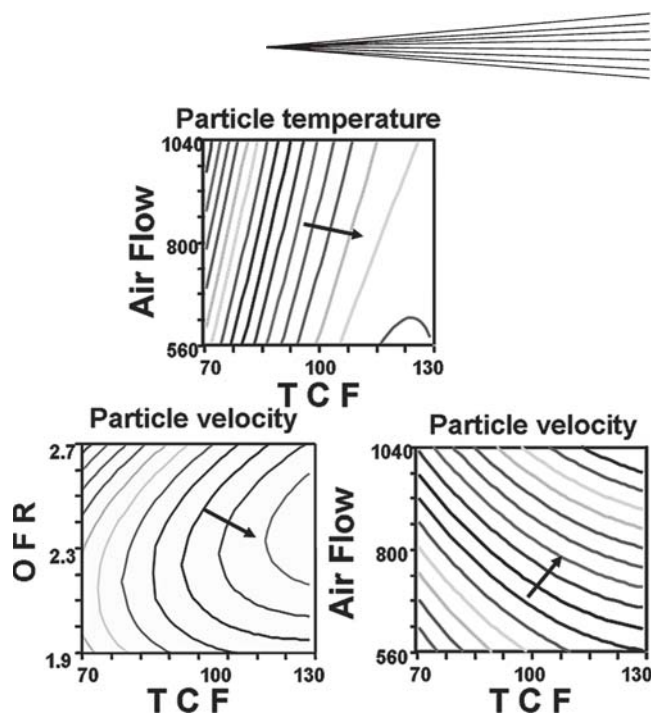 Particle temperature
1040
800
560
Air Flow
70 100 130
T C F
Particle velocity
2.7
2.3
1.9
O F R
70 100 130
T C F
Particle velocity
1040
800
560
Air Flow
70 100 130
T C F